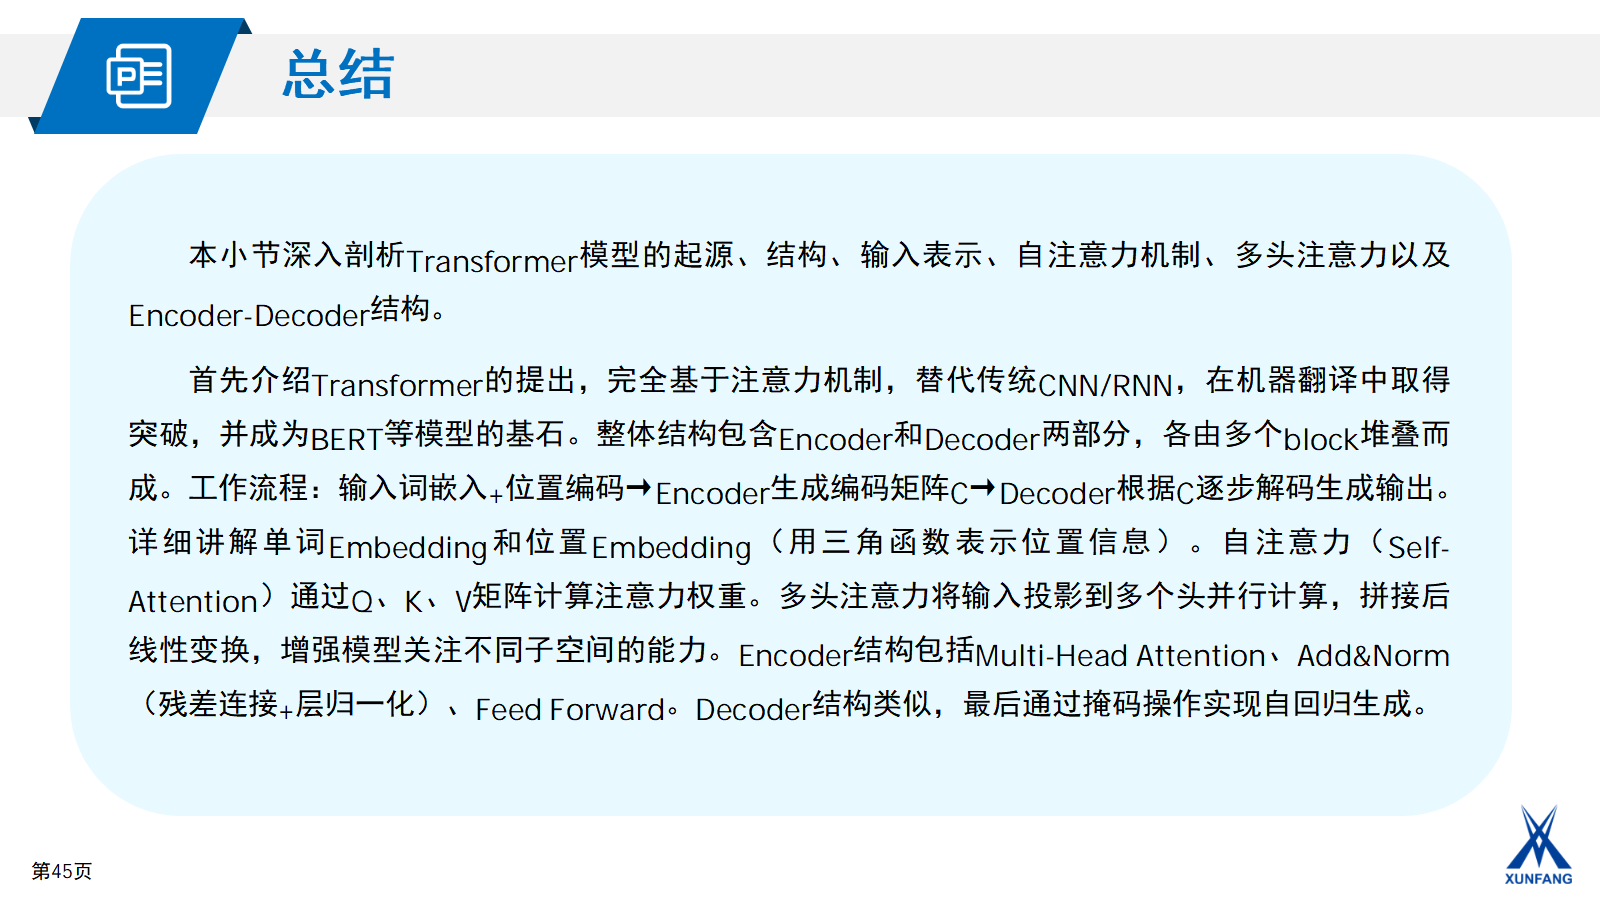 总结
本小节深入剖析Transformer模型的起源、结构、输入表示、自注意力机制、多头注意力以及
Encoder-Decoder结构。
首先介绍Transformer的提出，完全基于注意力机制，替代传统CNN/RNN，在机器翻译中取得
突破，并成为BERT等模型的基石。整体结构包含Encoder和Decoder两部分，各由多个block堆叠而
成。工作流程：输入词嵌入+位置编码→Encoder生成编码矩阵C→Decoder根据C逐步解码生成输出。
详细讲解单词Embedding和位置Embedding（用三角函数表示位置信息）。自注意力（Self-
Attention）通过Q、K、V矩阵计算注意力权重。多头注意力将输入投影到多个头并行计算，拼接后
线性变换，增强模型关注不同子空间的能力。Encoder结构包括Multi-Head Attention、Add&Norm
（残差连接+层归一化）、Feed Forward。Decoder结构类似，最后通过掩码操作实现自回归生成。
第45页
XUNFANG